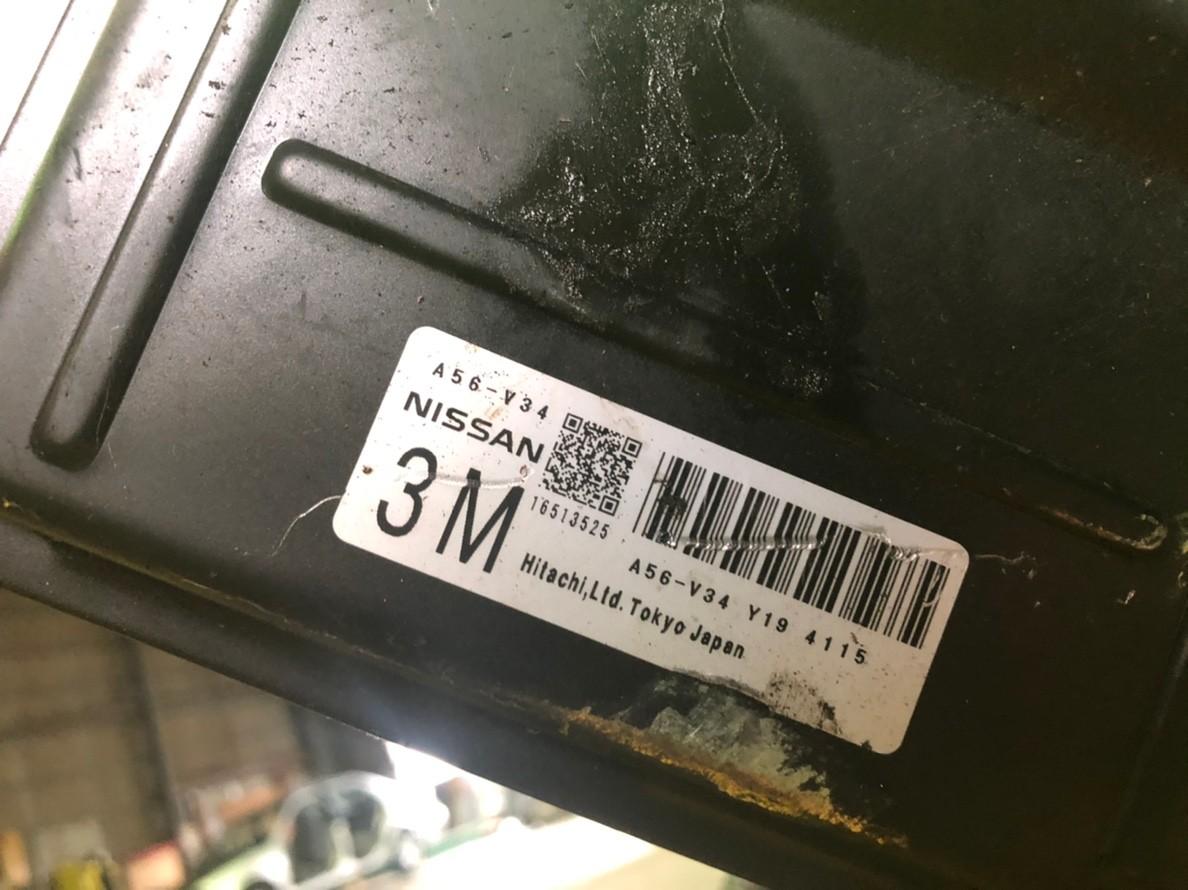 A56-V34
NISSAN
3M
16513525
A56-V34 Y19 4115
Hitachi,Ltd.Tokyo Japan